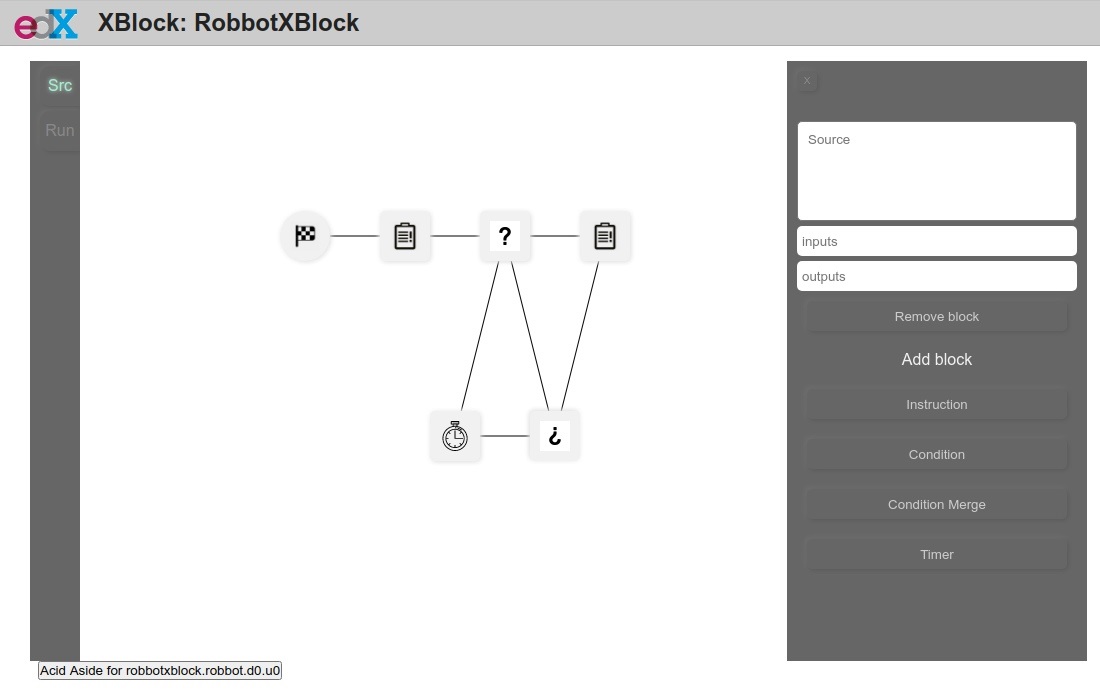 edX XBlock: RobbotXBlock
Src
Run
?
¿
x
Source
inputs
outputs
Remove block
Add block
Instruction
Condition
Condition Merge
Timer
Acid Aside for robbotxblock.robbot.d0.u0